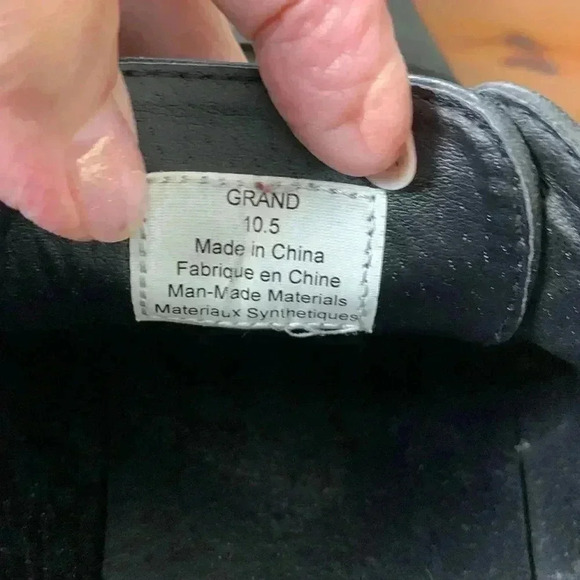 GRAND
10.5
Made in China
Fabrique en Chine
Man-Made Materials
Materiaux Synthetiques